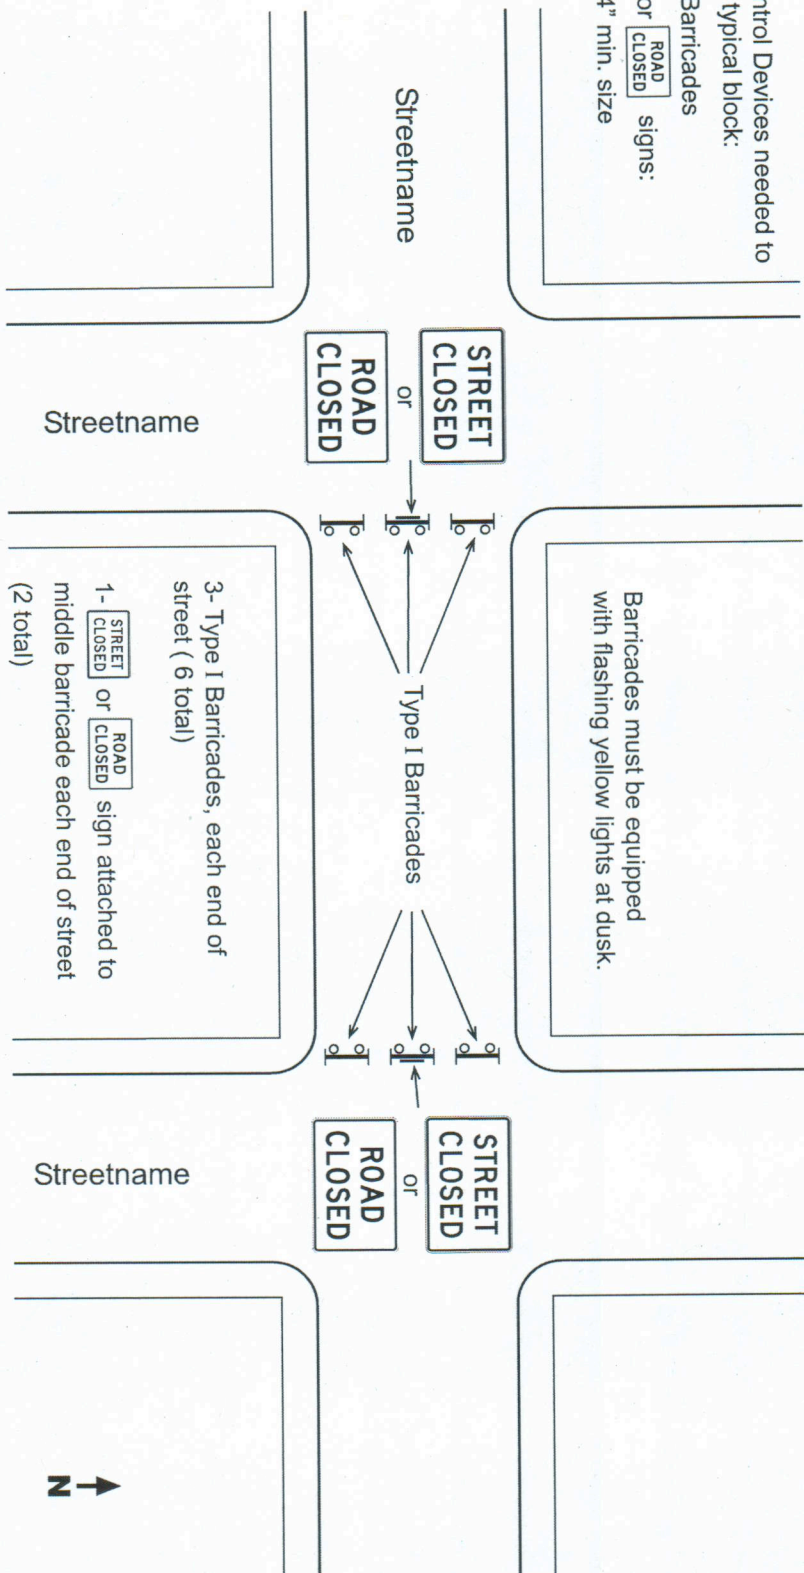 ntrol Devices needed to
typical block:
Barricades
or ROAD CLOSED signs:
4" min. size
Barricades must be equipped
with flashing yellow lights at dusk.
Streetname
STREET
CLOSED
or
ROAD
CLOSED
Type I Barricades
STREET
CLOSED
or
ROAD
CLOSED
Streetname
Streetname
3- Type I Barricades, each end of
street ( 6 total)
1- STREET CLOSED or ROAD CLOSED sign attached to
middle barricade each end of street
(2 total)
N